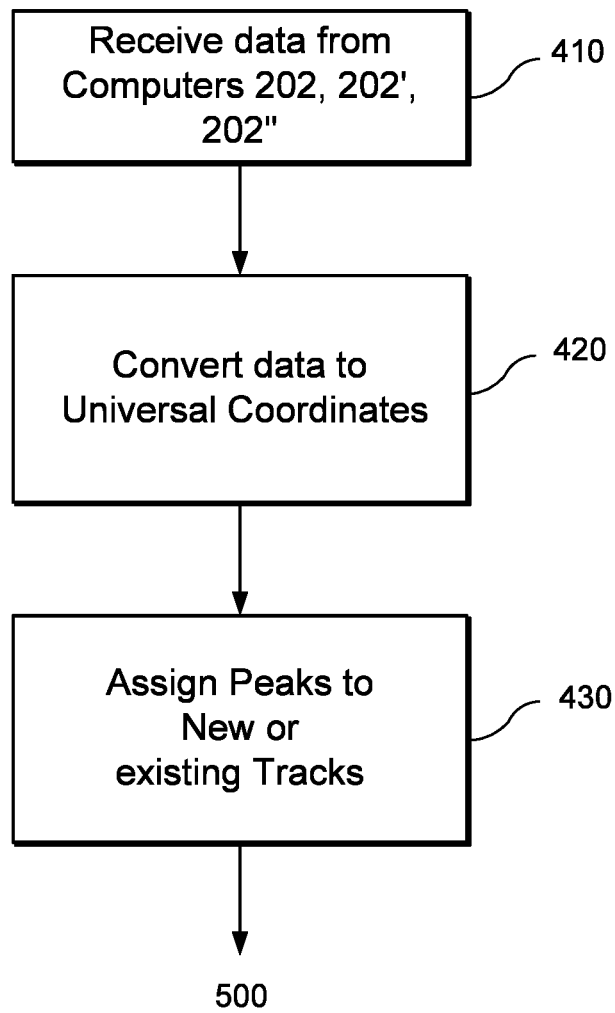 Receive data from
Computers 202, 202',
202"
410
Convert data to
Universal Coordinates
420
Assign Peaks to
New or
existing Tracks
430
500